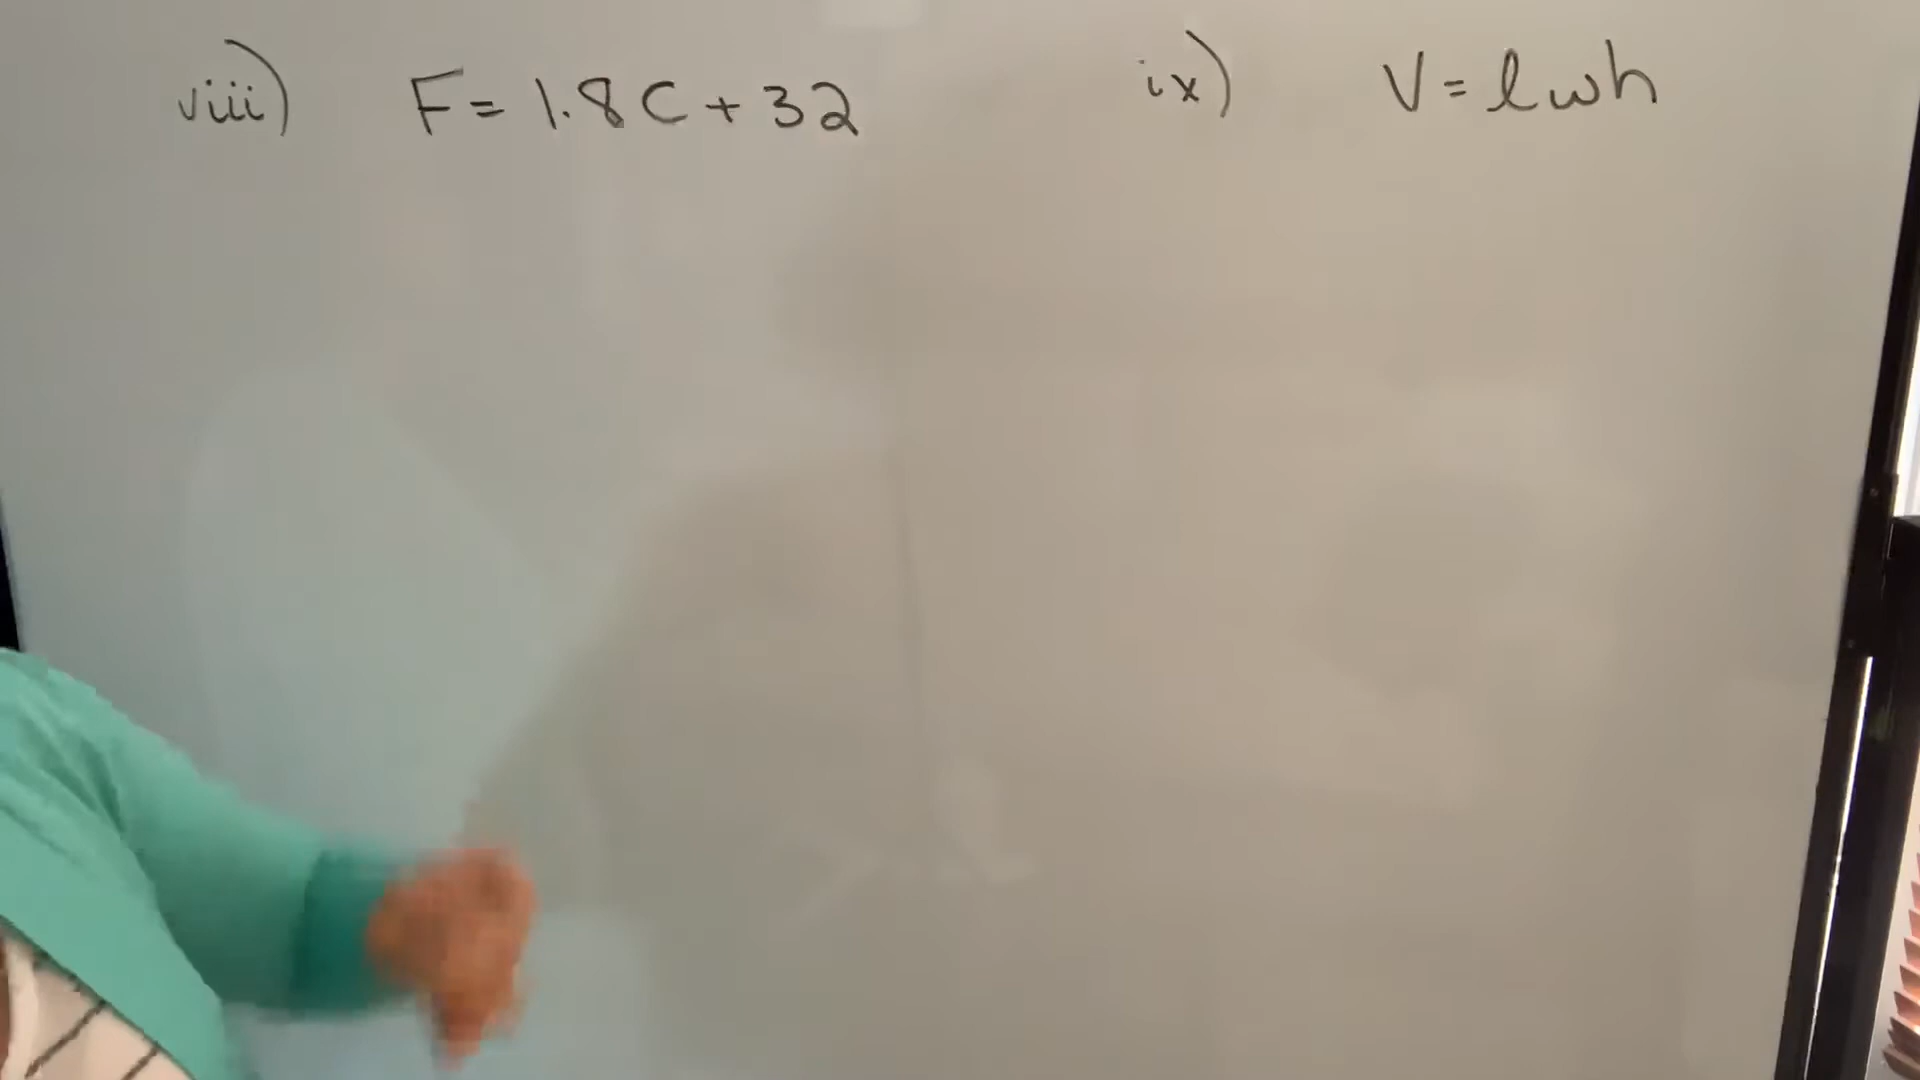 viii) F = 1.8C + 32
ix) V = lwh